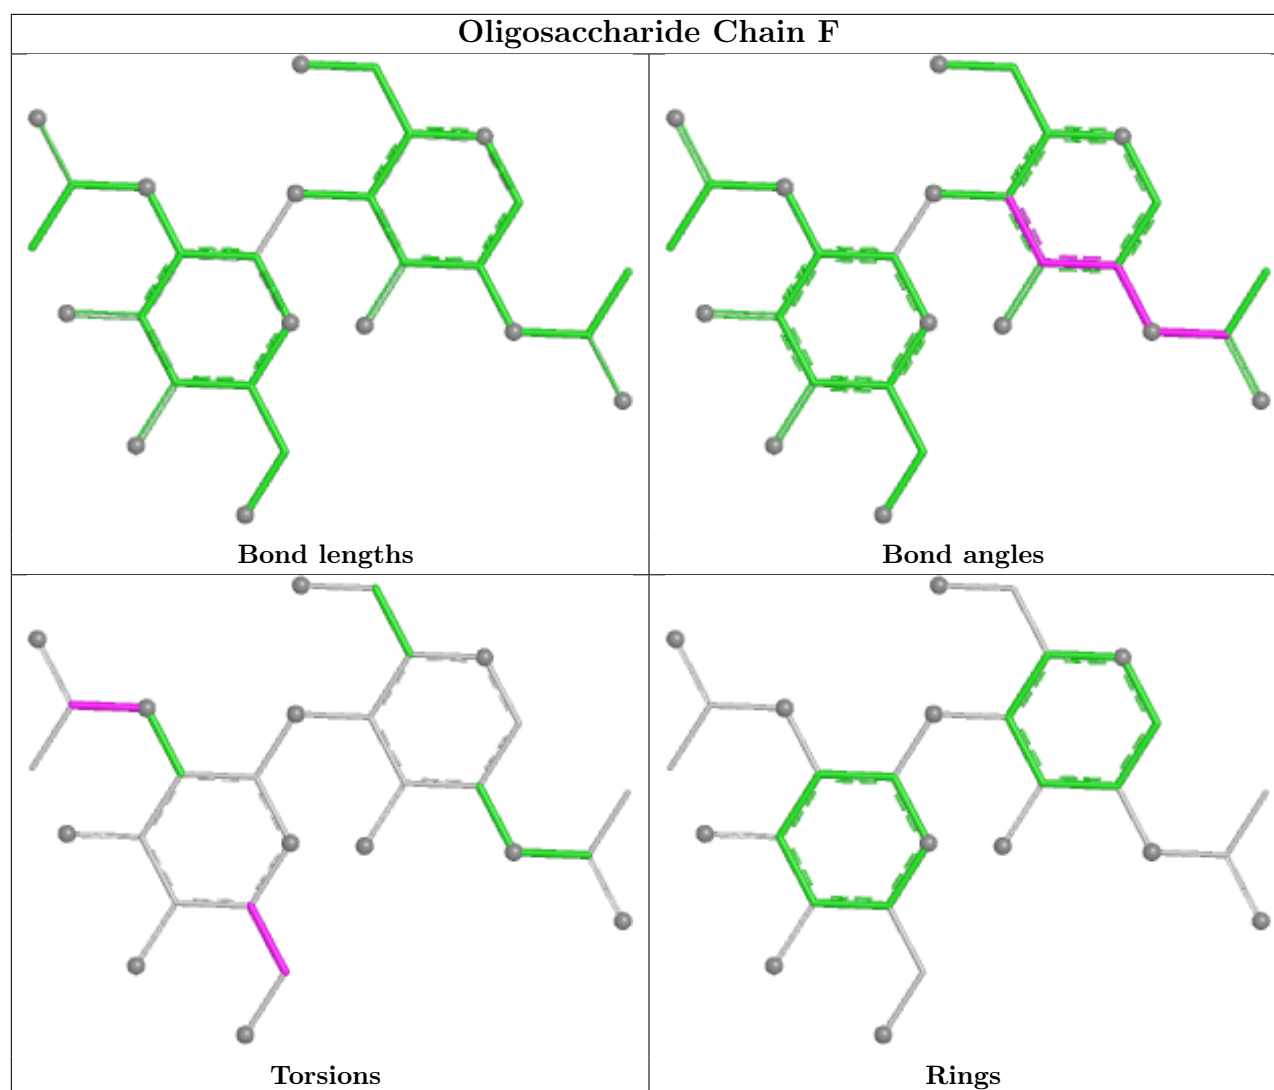 Oligosaccharide Chain F
Bond lengths
Bond angles
Torsions
Rings